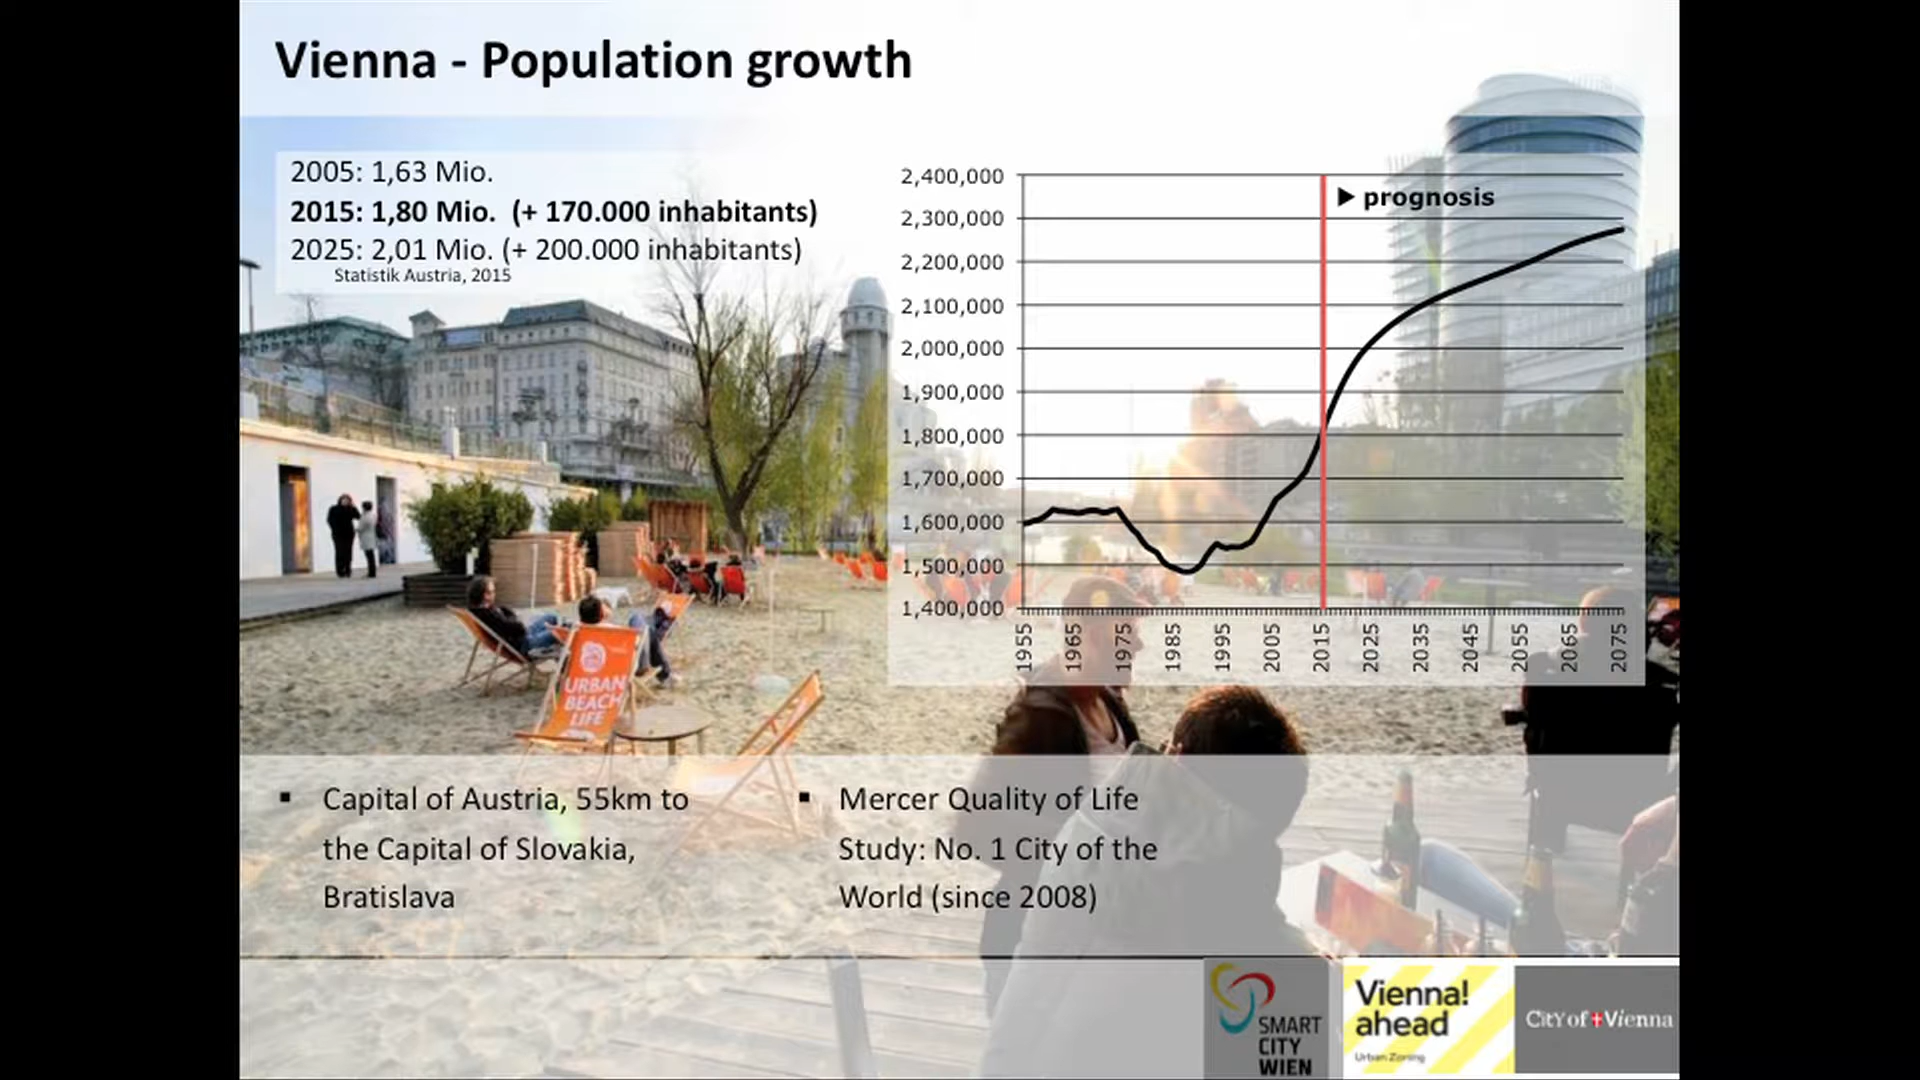 Vienna - Population growth
2005: 1,63 Mio.
2015: 1,80 Mio. (+ 170.000 inhabitants)
2025: 2,01 Mio. (+ 200.000 inhabitants)
Statistik Austria, 2015
2,400,000
2,300,000
2,200,000
2,100,000
2,000,000
1,900,000
1,800,000
1,700,000
1,600,000
1,500,000
1,400,000
▶ prognosis
1955 1965 1975 1985 1995 2005 2015 2025 2035 2045 2055 2065 2075
URBAN
BEACH
LIFE
▪ Capital of Austria, 55km to
the Capital of Slovakia,
Bratislava
▪ Mercer Quality of Life
Study: No. 1 City of the
World (since 2008)
SMART
CITY
WIEN
Vienna!
ahead
Urban Zoning
City of Vienna